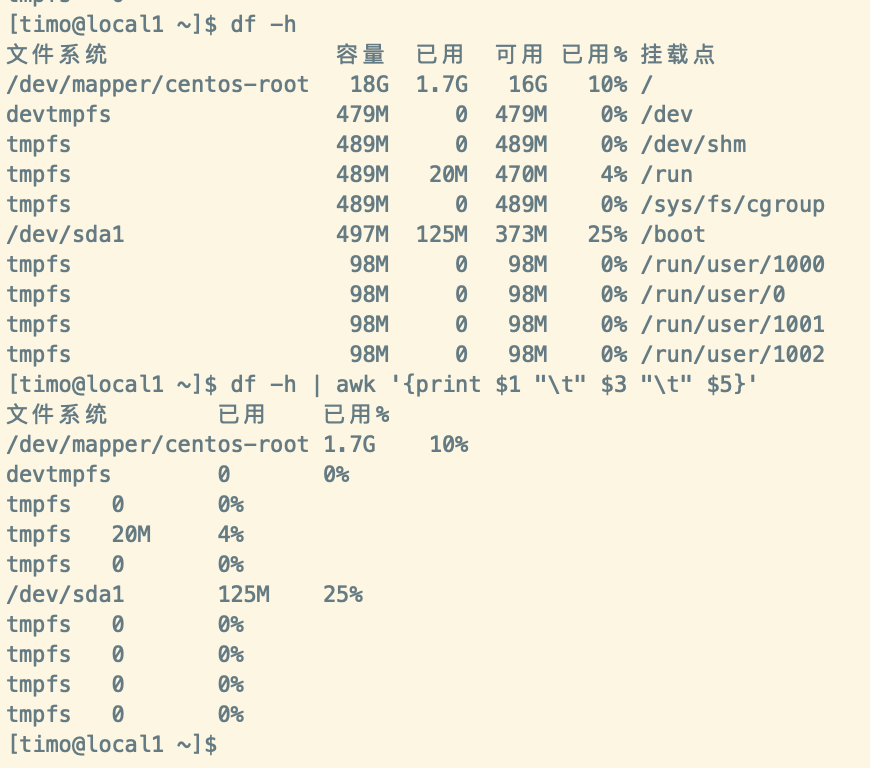 [timo@local1 ~]$ df -h
文件系统 容量 已用 可用 已用% 挂载点
/dev/mapper/centos-root 18G 1.7G 16G 10% /
devtmpfs 479M 0 479M 0% /dev
tmpfs 489M 0 489M 0% /dev/shm
tmpfs 489M 20M 470M 4% /run
tmpfs 489M 0 489M 0% /sys/fs/cgroup
/dev/sda1 497M 125M 373M 25% /boot
tmpfs 98M 0 98M 0% /run/user/1000
tmpfs 98M 0 98M 0% /run/user/0
tmpfs 98M 0 98M 0% /run/user/1001
tmpfs 98M 0 98M 0% /run/user/1002
[timo@local1 ~]$ df -h | awk '{print $1 "\t" $3 "\t" $5}'
文件系统 已用 已用%
/dev/mapper/centos-root 1.7G 10%
devtmpfs 0 0%
tmpfs 0 0%
tmpfs 20M 4%
tmpfs 0 0%
/dev/sda1 125M 25%
tmpfs 0 0%
tmpfs 0 0%
tmpfs 0 0%
tmpfs 0 0%
[timo@local1 ~]$